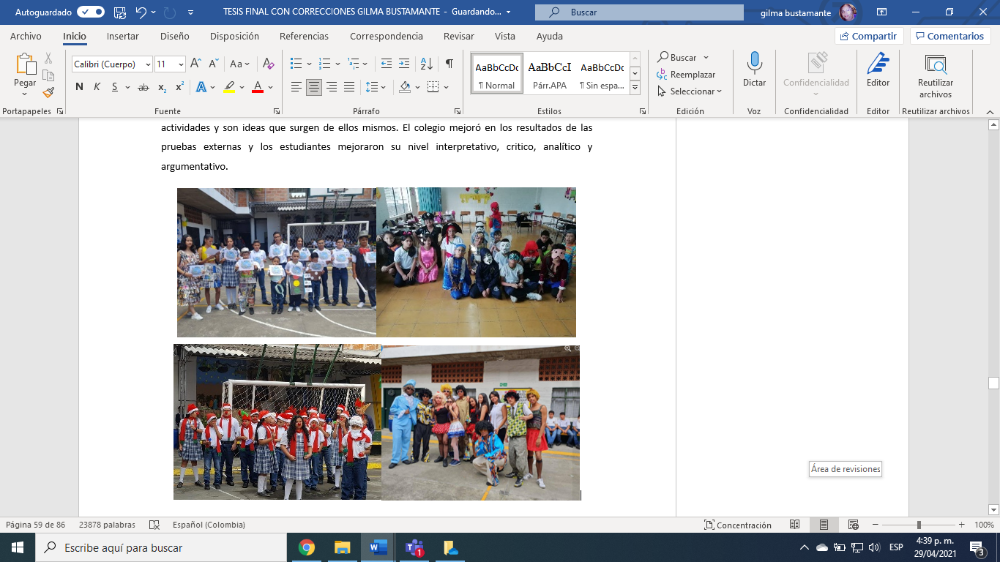 Autoguardado
TESIS FINAL CON CORRECCIONES GILMA BUSTAMANTE - Guardando...
Buscar
gilma bustamante
Archivo Inicio Insertar Diseño Disposición Referencias Correspondencia Revisar Vista Ayuda
Compartir Comentarios
Pegar
Calibri (Cuerpo) 11
Aa
N K S ab x₂ x²
AaBbCcDc AaBbCcI AaBbCcDc
¶ Normal Párr.APA ¶ Sin espa...
Buscar
Reemplazar
Seleccionar
Dictar
Confidencialidad
Editor
Reutilizar
archivos
Portapapeles Fuente Párrafo Estilos Edición Voz Confidencialidad Editor Reutilizar archivos
actividades y son ideas que surgen de ellos mismos. El colegio mejoró en los resultados de las
pruebas externas y los estudiantes mejoraron su nivel interpretativo, critico, analítico y
argumentativo.
Área de revisiones
Página 59 de 86 23878 palabras Español (Colombia) Concentración 100%
Escribe aquí para buscar
1
ESP
4:39 p. m.
29/04/2021
3